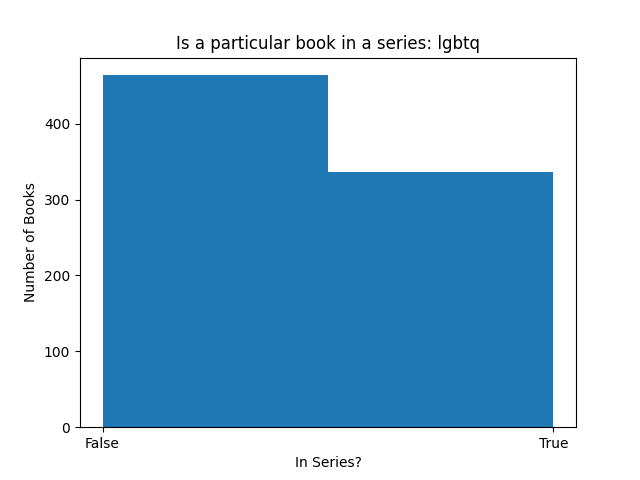 Is a particular book in a series: lgbtq
Number of Books
400
300
200
100
0
False
True
In Series?